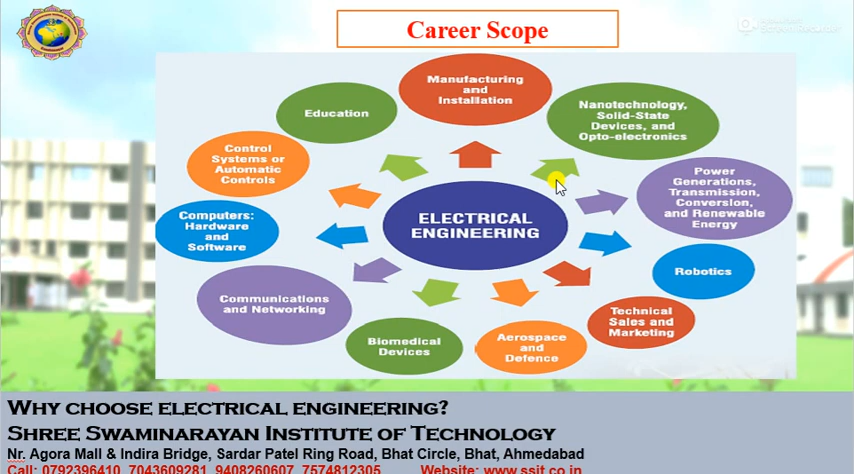 Career Scope
Manufacturing
and
Installation
Nanotechnology,
Solid-State
Devices, and
Opto-electronics
Power
Generations,
Transmission,
Conversion,
and Renewable
Energy
Robotics
Technical
Sales and
Marketing
Aerospace
and
Defence
Biomedical
Devices
Communications
and Networking
Computers:
Hardware
and
Software
Control
Systems or
Automatic
Controls
Education
ELECTRICAL
ENGINEERING
WHY CHOOSE ELECTRICAL ENGINEERING?
SHREE SWAMINARAYAN INSTITUTE OF TECHNOLOGY
Nr. Agora Mall & Indira Bridge, Sardar Patel Ring Road, Bhat Circle, Bhat, Ahmedabad
Call: 0792396410, 7043609281, 9408260607, 7574812305 Website: www.ssit.co.in